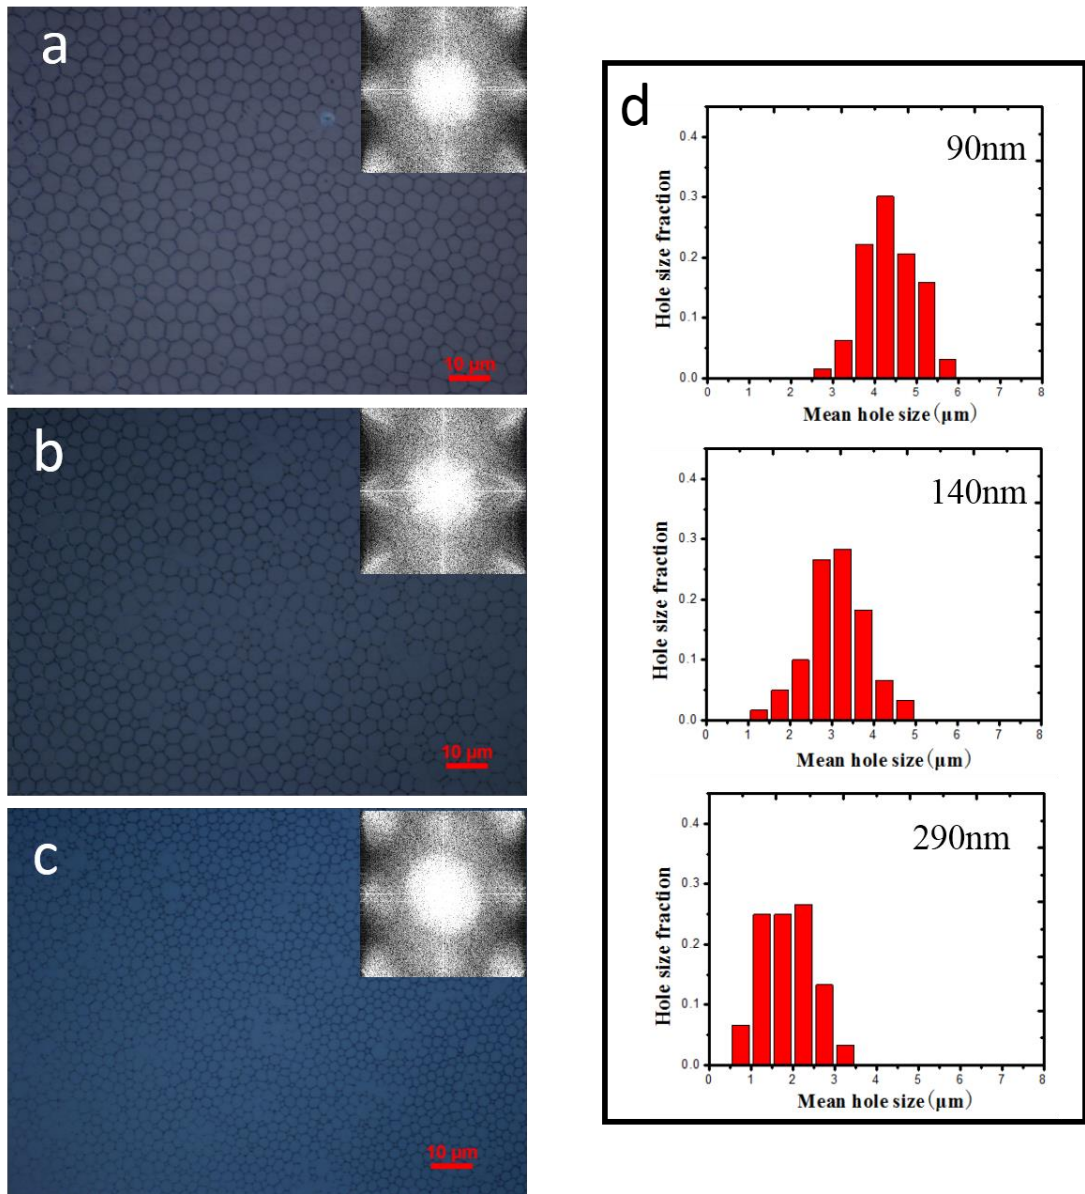 a
10 μm
b
10 μm
c
10 μm
d
90nm
Hole size fraction
0.4
0.3
0.2
0.1
0.0
0 1 2 3 4 5 6 7 8
Mean hole size(μm)
140nm
Hole size fraction
0.4
0.3
0.2
0.1
0.0
0 1 2 3 4 5 6 7 8
Mean hole size(μm)
290nm
Hole size fraction
0.4
0.3
0.2
0.1
0.0
0 1 2 3 4 5 6 7 8
Mean hole size(μm)